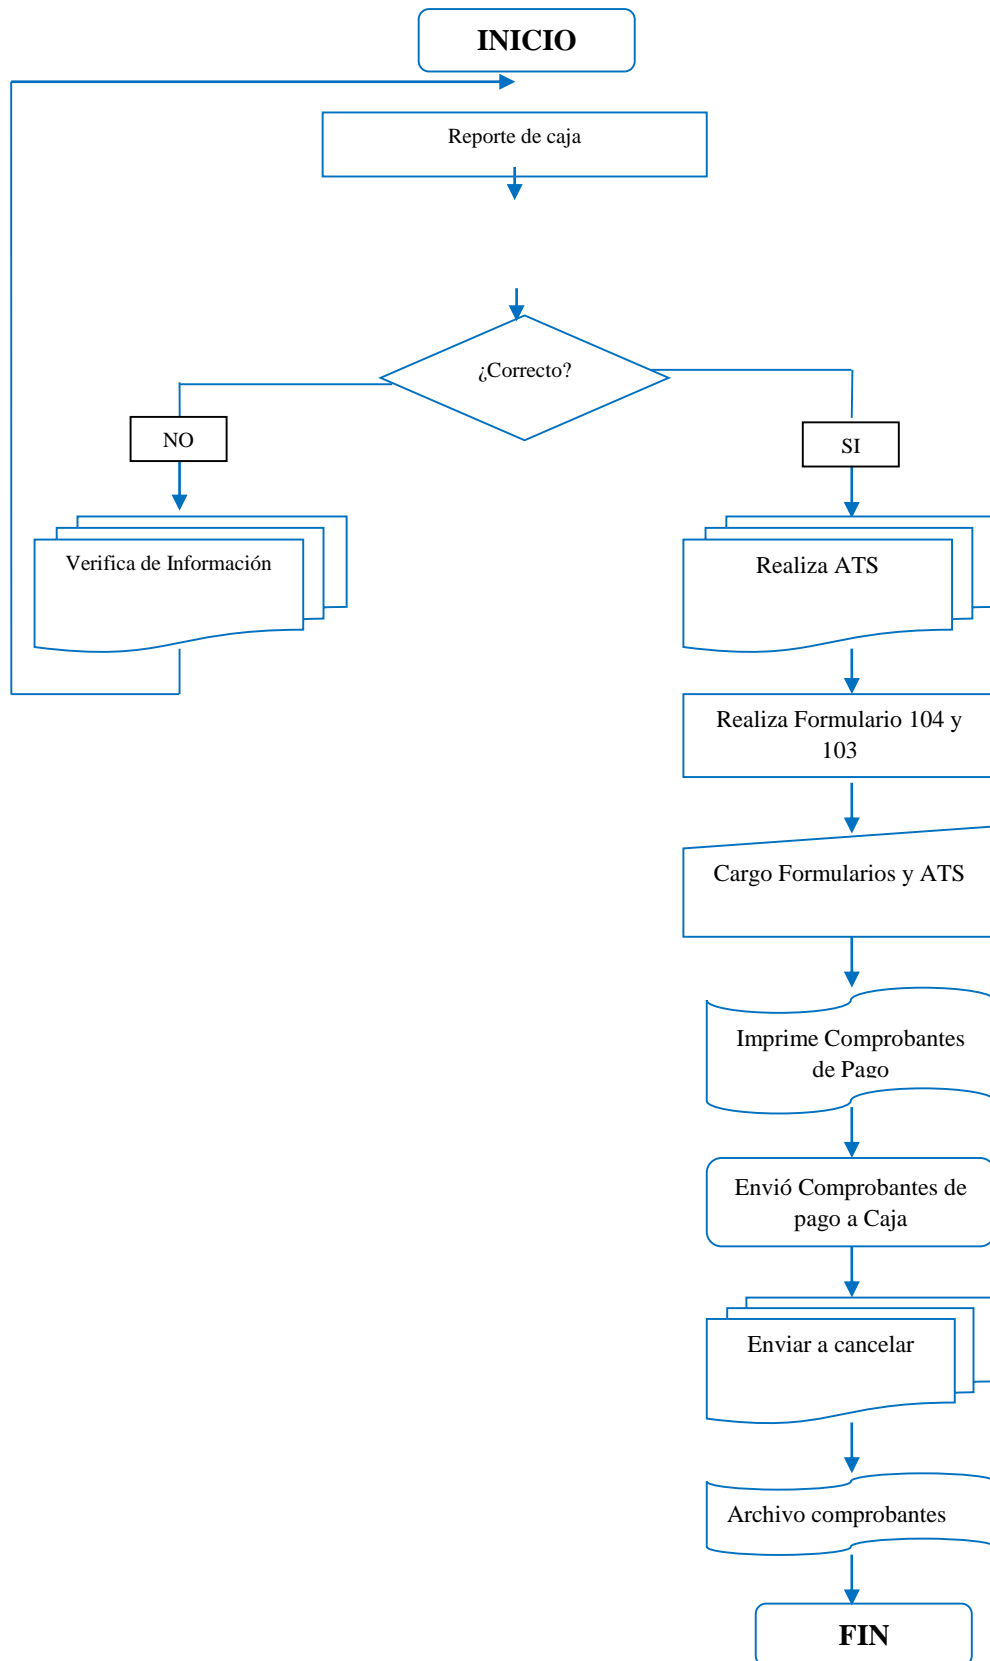 INICIO
Reporte de caja
¿Correcto?
NO
SI
Verifica de Información
Realiza ATS
Realiza Formulario 104 y
103
Cargo Formularios y ATS
Imprime Comprobantes
de Pago
Envió Comprobantes de
pago a Caja
Enviar a cancelar
Archivo comprobantes
FIN